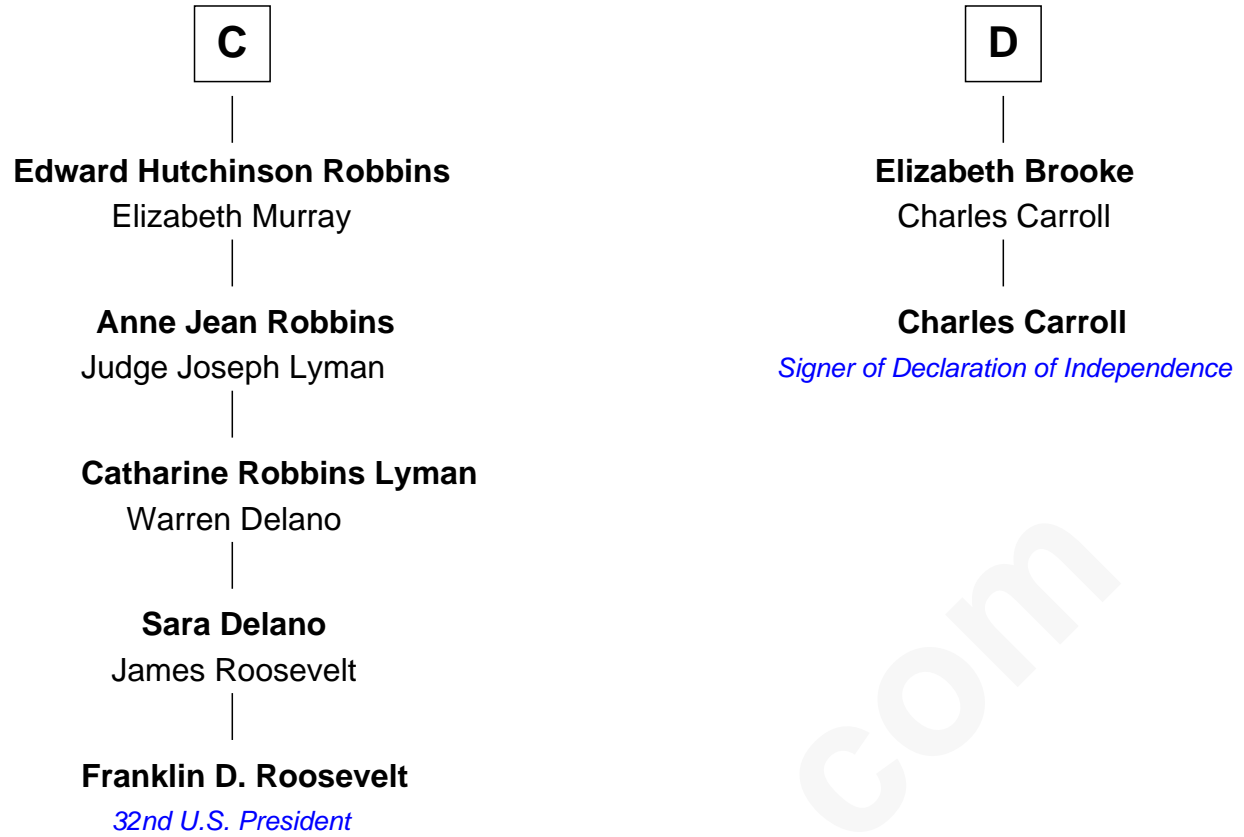 C
Edward Hutchinson Robbins
Elizabeth Murray
Anne Jean Robbins
Judge Joseph Lyman
Catharine Robbins Lyman
Warren Delano
Sara Delano
James Roosevelt
Franklin D. Roosevelt
32nd U.S. President
D
Elizabeth Brooke
Charles Carroll
Charles Carroll
Signer of Declaration of Independence
com